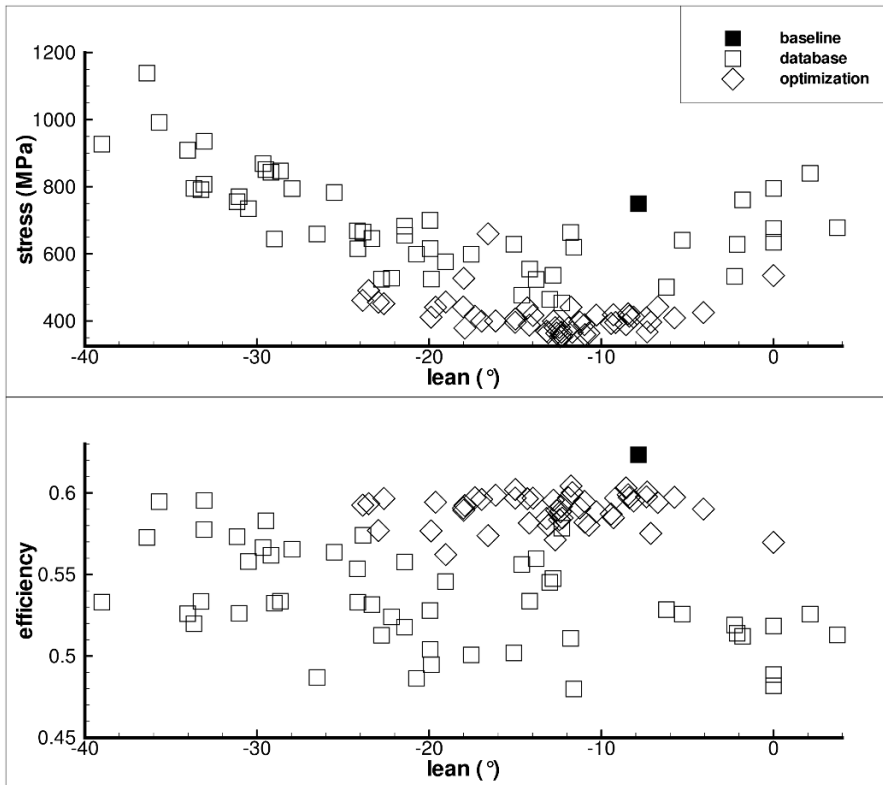 1200
1000
800
600
400
stress (MPa)
baseline
database
optimization
-40
-30
-20
-10
0
lean (°)
0.6
0.55
0.5
0.45
efficiency
-40
-30
-20
-10
0
lean (°)